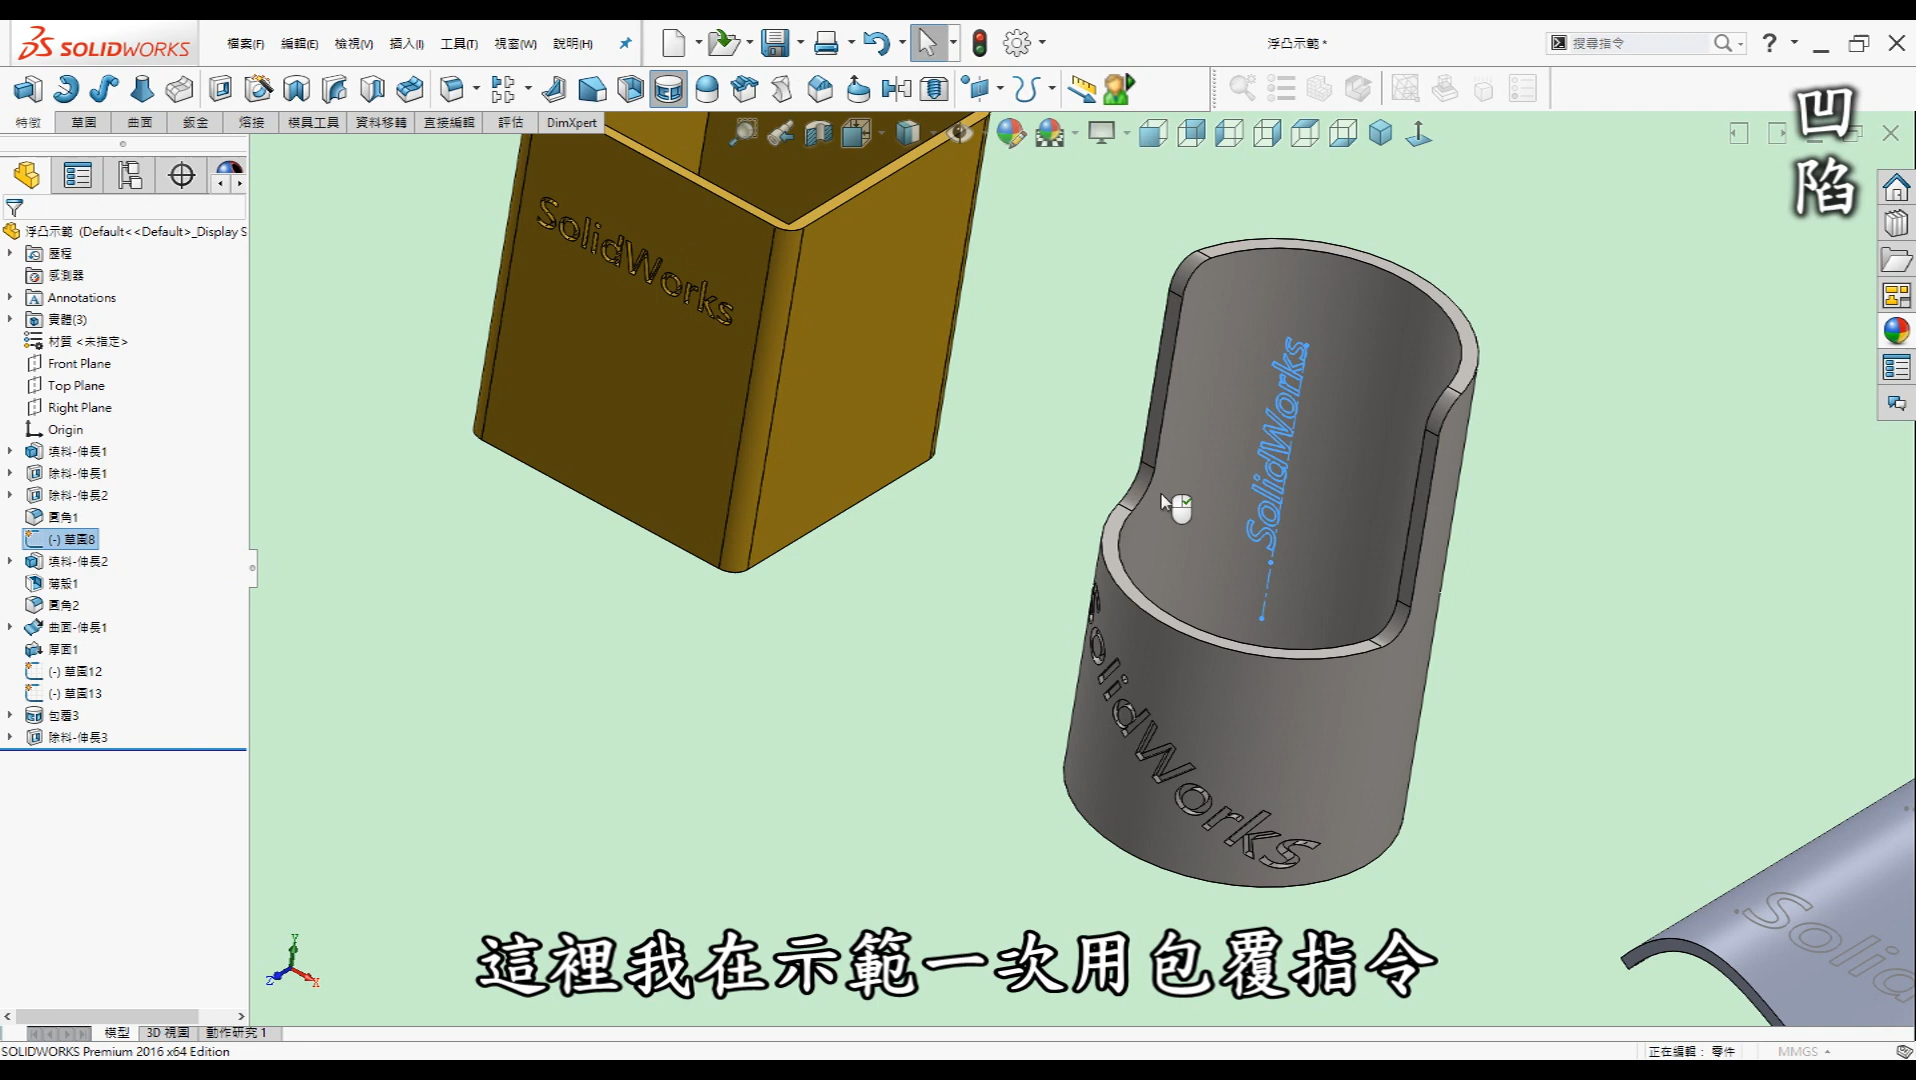 SOLIDWORKS
檔案(F) 編輯(E) 檢視(V) 插入(I) 工具(T) 視窗(W) 說明(H)
浮凸示範 *
搜尋指令
凹陷
特徵 草圖 曲面 鈑金 熔接 模具工具 資料移轉 直接編輯 評估 DimXpert
浮凸示範 (Default<<Default>_Display S
歷程
感測器
Annotations
實體(3)
材質 <未指定>
Front Plane
Top Plane
Right Plane
Origin
填料-伸長1
除料-伸長1
除料-伸長2
圓角1
(-) 草圖8
填料-伸長2
薄殼1
圓角2
曲面-伸長1
厚面1
(-) 草圖12
(-) 草圖13
包覆3
除料-伸長3
SolidWorks
SolidWorks
SolidWorks
Solid
Y
Z
X
這裡我在示範一次用包覆指令
模型 3D 視圖 動作研究 1
SOLIDWORKS Premium 2016 x64 Edition
正在編輯： 零件
MMGS